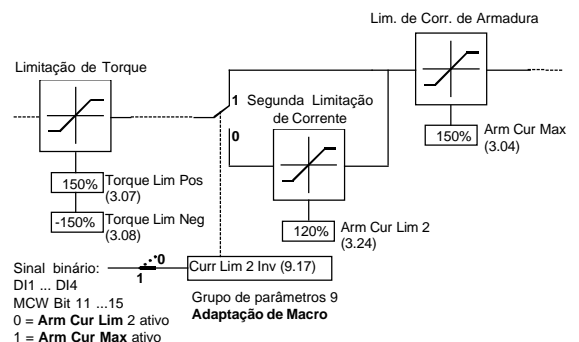 Lim. de Corr. de Armadura
Limitação de Torque
1
Segunda Limitação
de Corrente
0
150%
Arm Cur Max
(3.04)
150%
Torque Lim Pos
(3.07)
-150%
Torque Lim Neg
(3.08)
120%
Arm Cur Lim 2
(3.24)
Sinal binário:
DI1 ... DI4
MCW Bit 11 ...15
0 = Arm Cur Lim 2 ativo
1 = Arm Cur Max ativo
0
1
Curr Lim 2 Inv (9.17)
Grupo de parâmetros 9
Adaptação de Macro